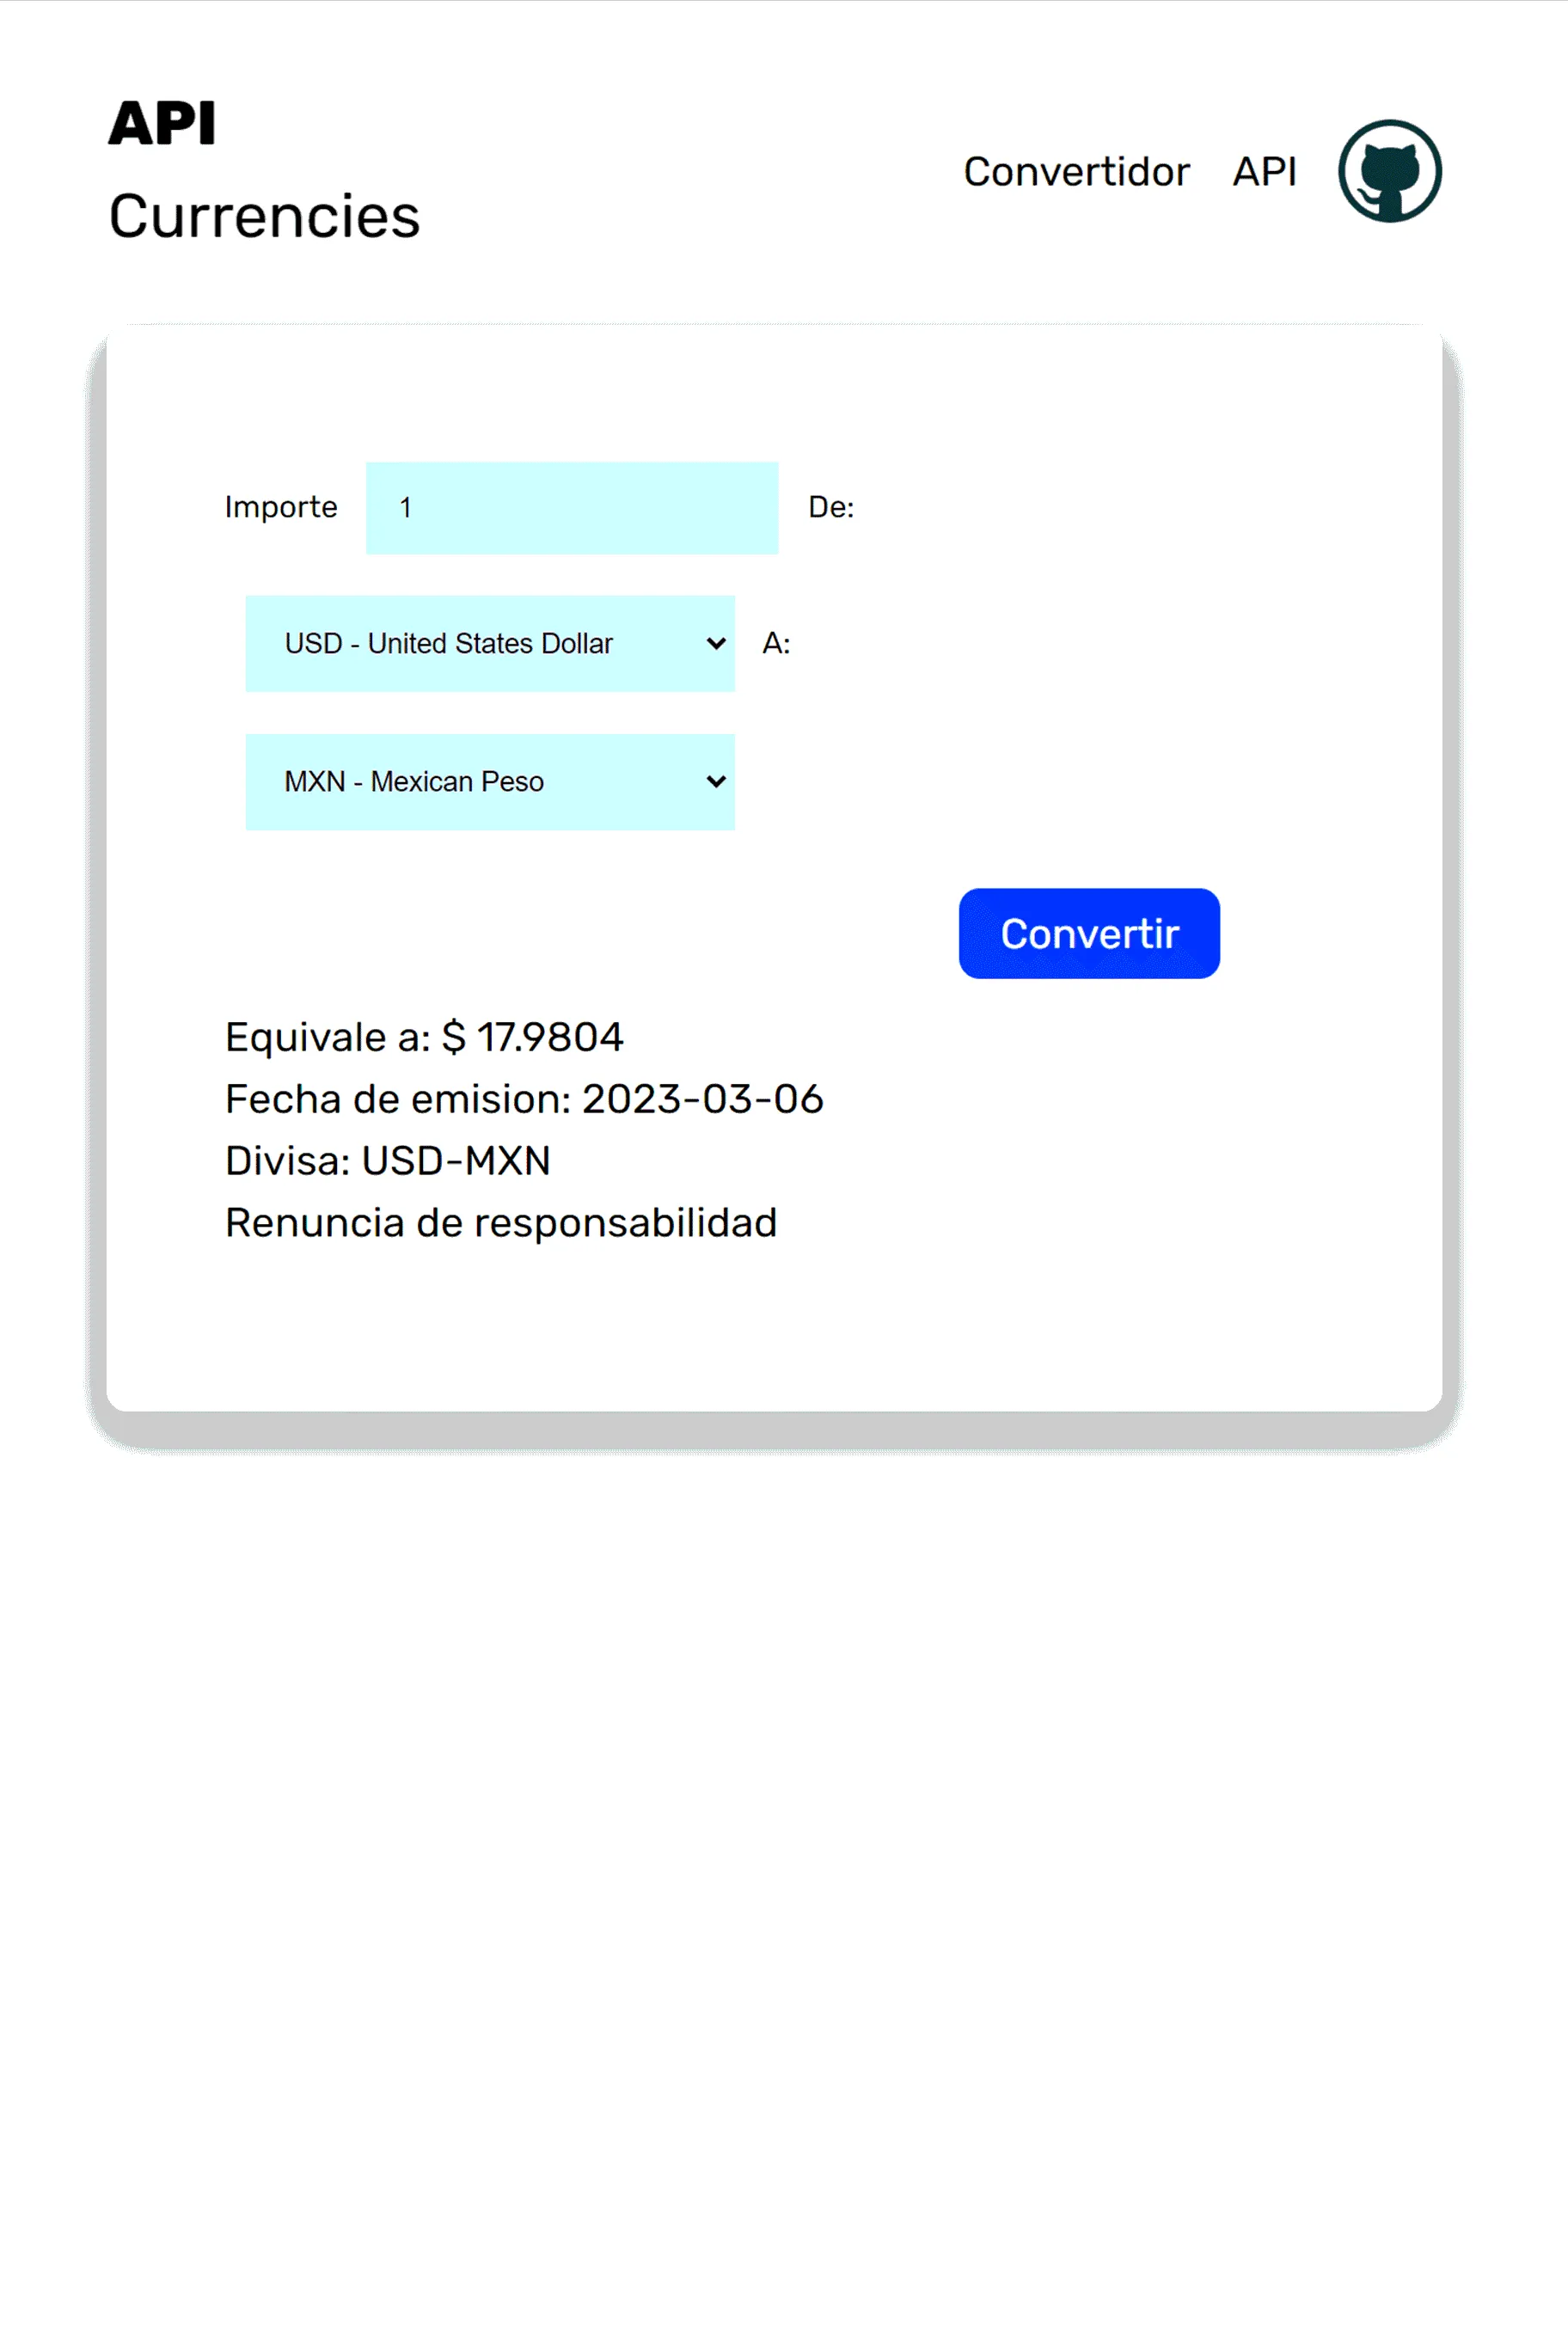 API
Currencies
Convertidor API
Importe 1 De:
USD - United States Dollar A:
MXN - Mexican Peso
Convertir
Equivale a: $ 17.9804
Fecha de emision: 2023-03-06
Divisa: USD-MXN
Renuncia de responsabilidad